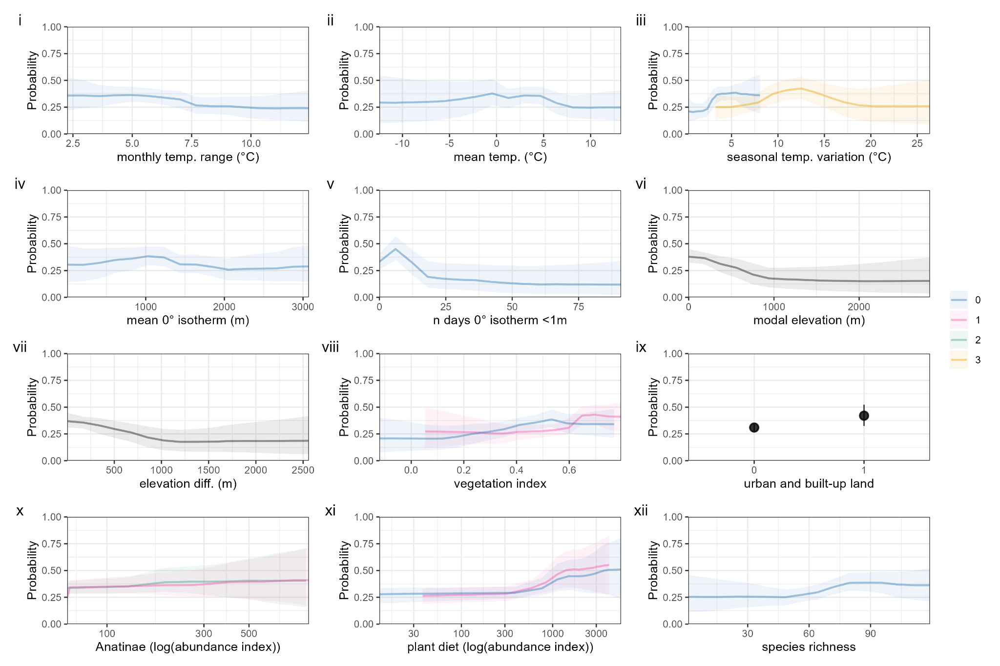 i ii iii
1.00 1.00 1.00
0.75 0.75 0.75
0.50 0.50 0.50
0.25 0.25 0.25
0.00 0.00 0.00
Probability Probability Probability
2.5 5.0 7.5 10.0 -10 -5 0 5 10 5 10 15 20 25
monthly temp. range (°C) mean temp. (°C) seasonal temp. variation (°C)
iv v vi
1.00 1.00 1.00
0.75 0.75 0.75
0.50 0.50 0.50
0.25 0.25 0.25
0.00 0.00 0.00
Probability Probability Probability
1000 2000 3000 0 25 50 75 0 1000 2000
mean 0° isotherm (m) n days 0° isotherm <1m modal elevation (m)
0
1
2
3
vii viii ix
1.00 1.00 1.00
0.75 0.75 0.75
0.50 0.50 0.50
0.25 0.25 0.25
0.00 0.00 0.00
Probability Probability Probability
500 1000 1500 2000 2500 0.0 0.2 0.4 0.6 0 1
elevation diff. (m) vegetation index urban and built-up land
x xi xii
1.00 1.00 1.00
0.75 0.75 0.75
0.50 0.50 0.50
0.25 0.25 0.25
0.00 0.00 0.00
Probability Probability Probability
100 300 500 30 100 300 1000 3000 30 60 90
Anatinae (log(abundance index)) plant diet (log(abundance index)) species richness